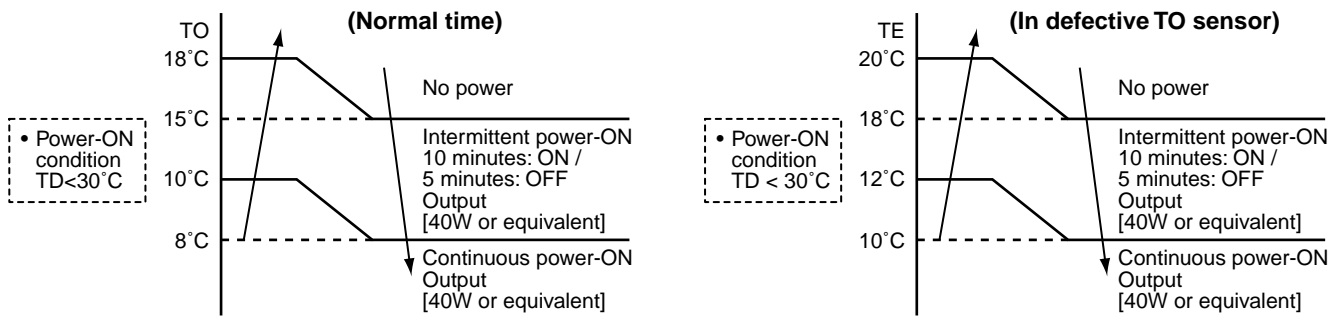 (Normal time)
TO
18˚C
15˚C
10˚C
8˚C
• Power-ON
condition
TD<30˚C
No power
Intermittent power-ON
10 minutes: ON /
5 minutes: OFF
Output
[40W or equivalent]
Continuous power-ON
Output
[40W or equivalent]
(In defective TO sensor)
TE
20˚C
18˚C
12˚C
10˚C
• Power-ON
condition
TD < 30˚C
No power
Intermittent power-ON
10 minutes: ON /
5 minutes: OFF
Output
[40W or equivalent]
Continuous power-ON
Output
[40W or equivalent]